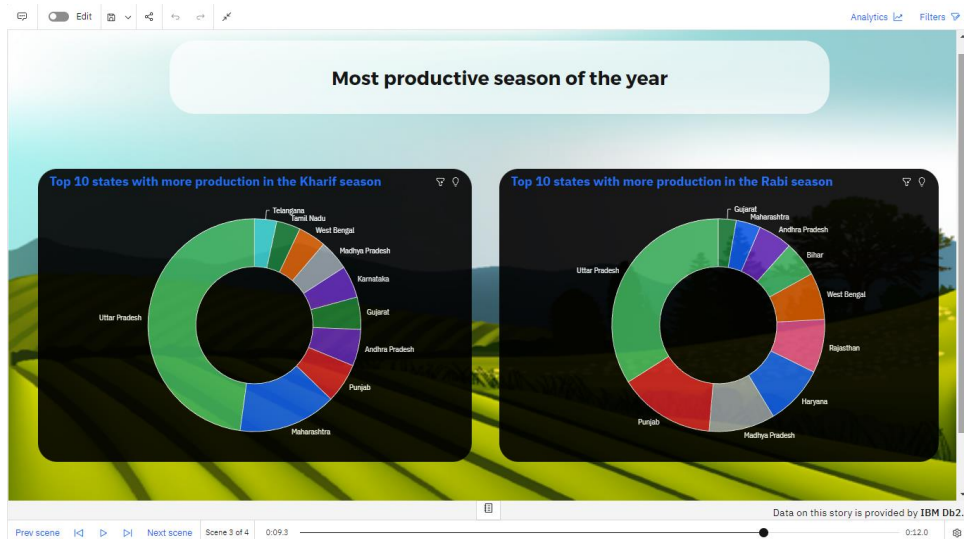 Edit
Analytics
Filters
Most productive season of the year
Top 10 states with more production in the Kharif season
Telangana
Tamil Nadu
West Bengal
Madhya Pradesh
Karnataka
Gujarat
Andhra Pradesh
Punjab
Maharashtra
Uttar Pradesh
Top 10 states with more production in the Rabi season
Gujarat
Maharashtra
Andhra Pradesh
Bihar
West Bengal
Rajasthan
Haryana
Madhya Pradesh
Punjab
Uttar Pradesh
Data on this story is provided by IBM Db2.
Prev scene
Next scene
Scene 3 of 4
0:09.3
0:12.0